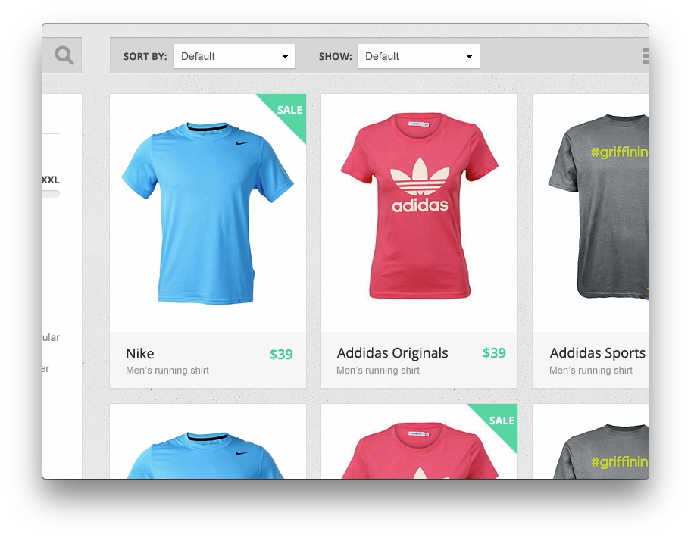 SORT BY: Default SHOW: Default
XXL
SALE
adidas
#griffinin
ular
er
Nike $39
Men's running shirt
Addidas Originals $39
Men's running shirt
Addidas Sports
Men's running shirt
SALE
adidas
#griffinin